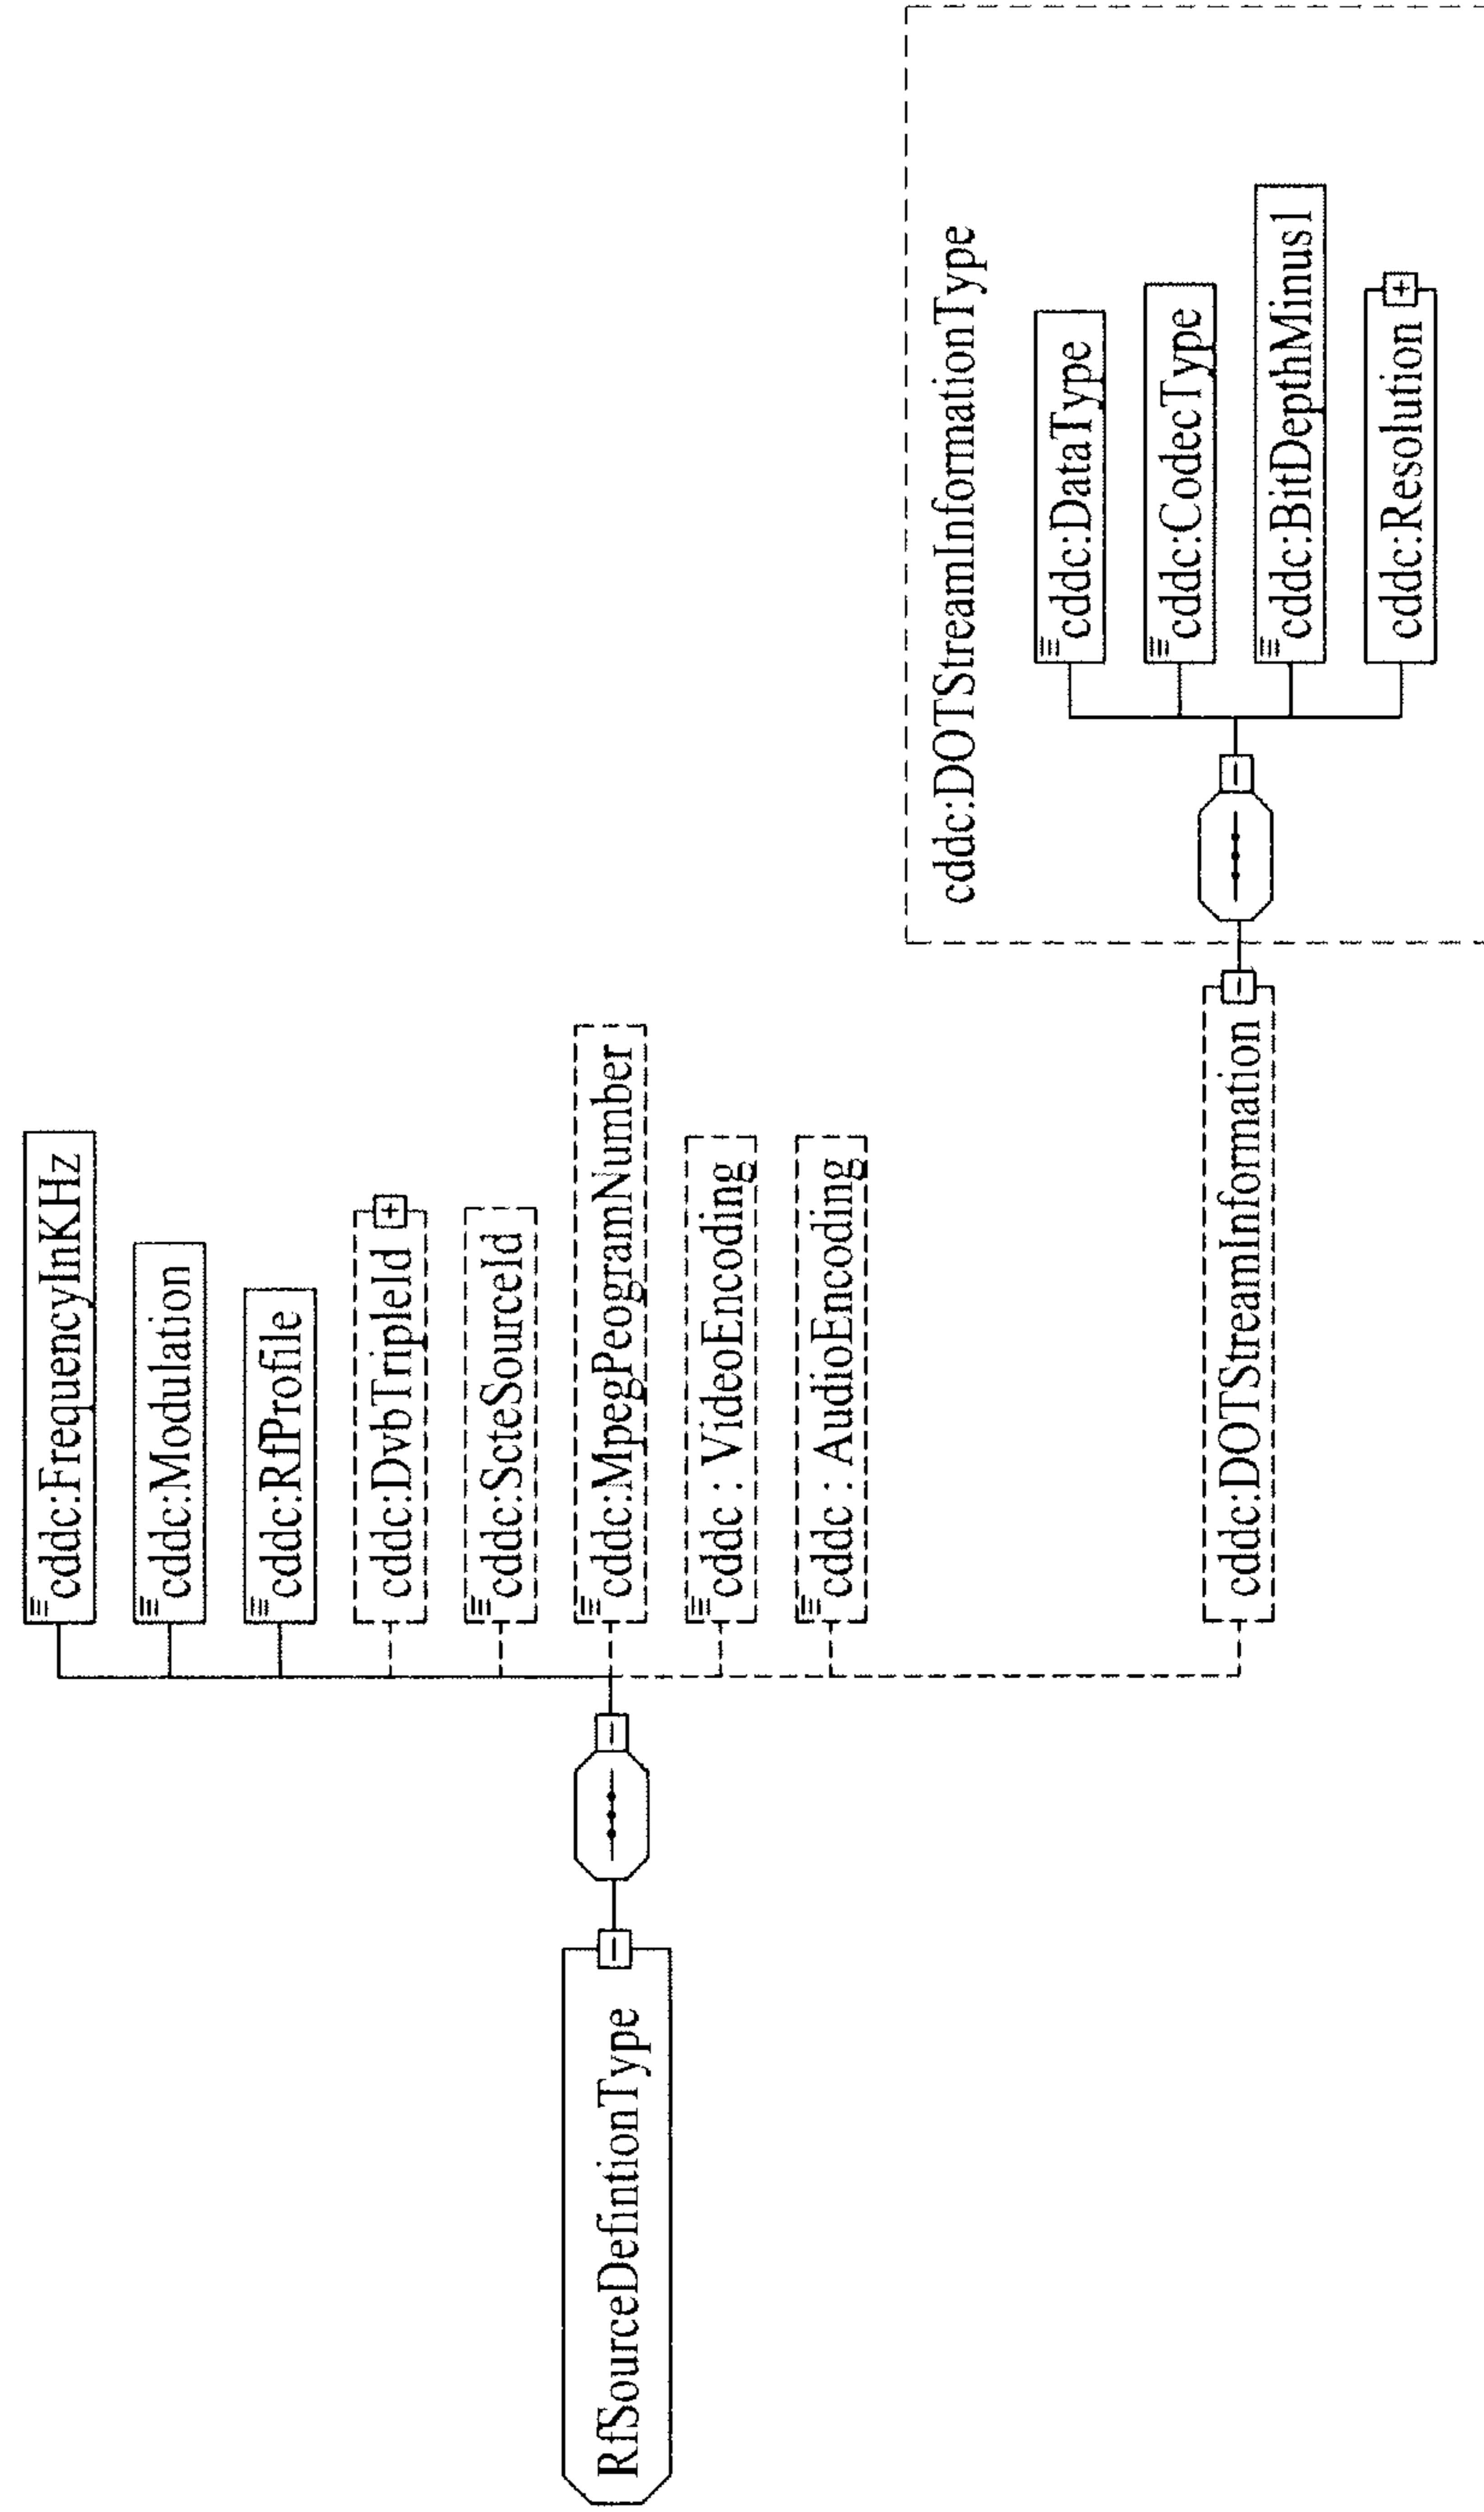 RfSourceDefintionType
cddc:FrequencyInKHz
cddc:Modulation
cddc:RfProfile
cddc:DvbTripleId
cddc:ScteSourceId
cddc:MpegPeogramNumber
cddc : VideoEncoding
cddc : AudioEncoding
cddc:DOTStreamInformation
cddc:DOTStreamInformationType
cddc:DataType
cddc:CodecType
cddc:BitDepthMinus1
cddc:Resolution